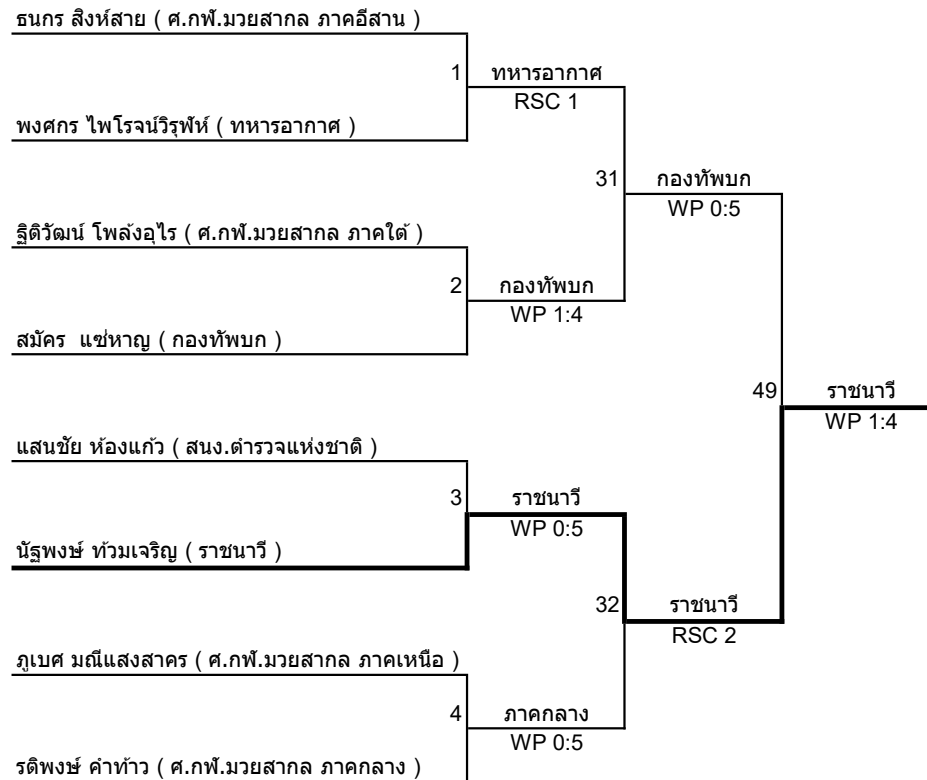 ธนกร สิงห์สาย ( ศ.กฬ.มวยสากล ภาคอีสาน )
1 ทหารอากาศ
RSC 1
พงศกร ไพโรจน์วิรุฬห์ ( ทหารอากาศ )
31 กองทัพบก
WP 0:5
ฐิติวัฒน์ โพล้งอุไร ( ศ.กฬ.มวยสากล ภาคใต้ )
2 กองทัพบก
WP 1:4
สมัคร แซ่หาญ ( กองทัพบก )
49 ราชนาวี
WP 1:4
แสนชัย ห้องแก้ว ( สนง.ตำรวจแห่งชาติ )
3 ราชนาวี
WP 0:5
นัฐพงษ์ ท้วมเจริญ ( ราชนาวี )
32 ราชนาวี
RSC 2
ภูเบศ มณีแสงสาคร ( ศ.กฬ.มวยสากล ภาคเหนือ )
4 ภาคกลาง
WP 0:5
รติพงษ์ คำท้าว ( ศ.กฬ.มวยสากล ภาคกลาง )